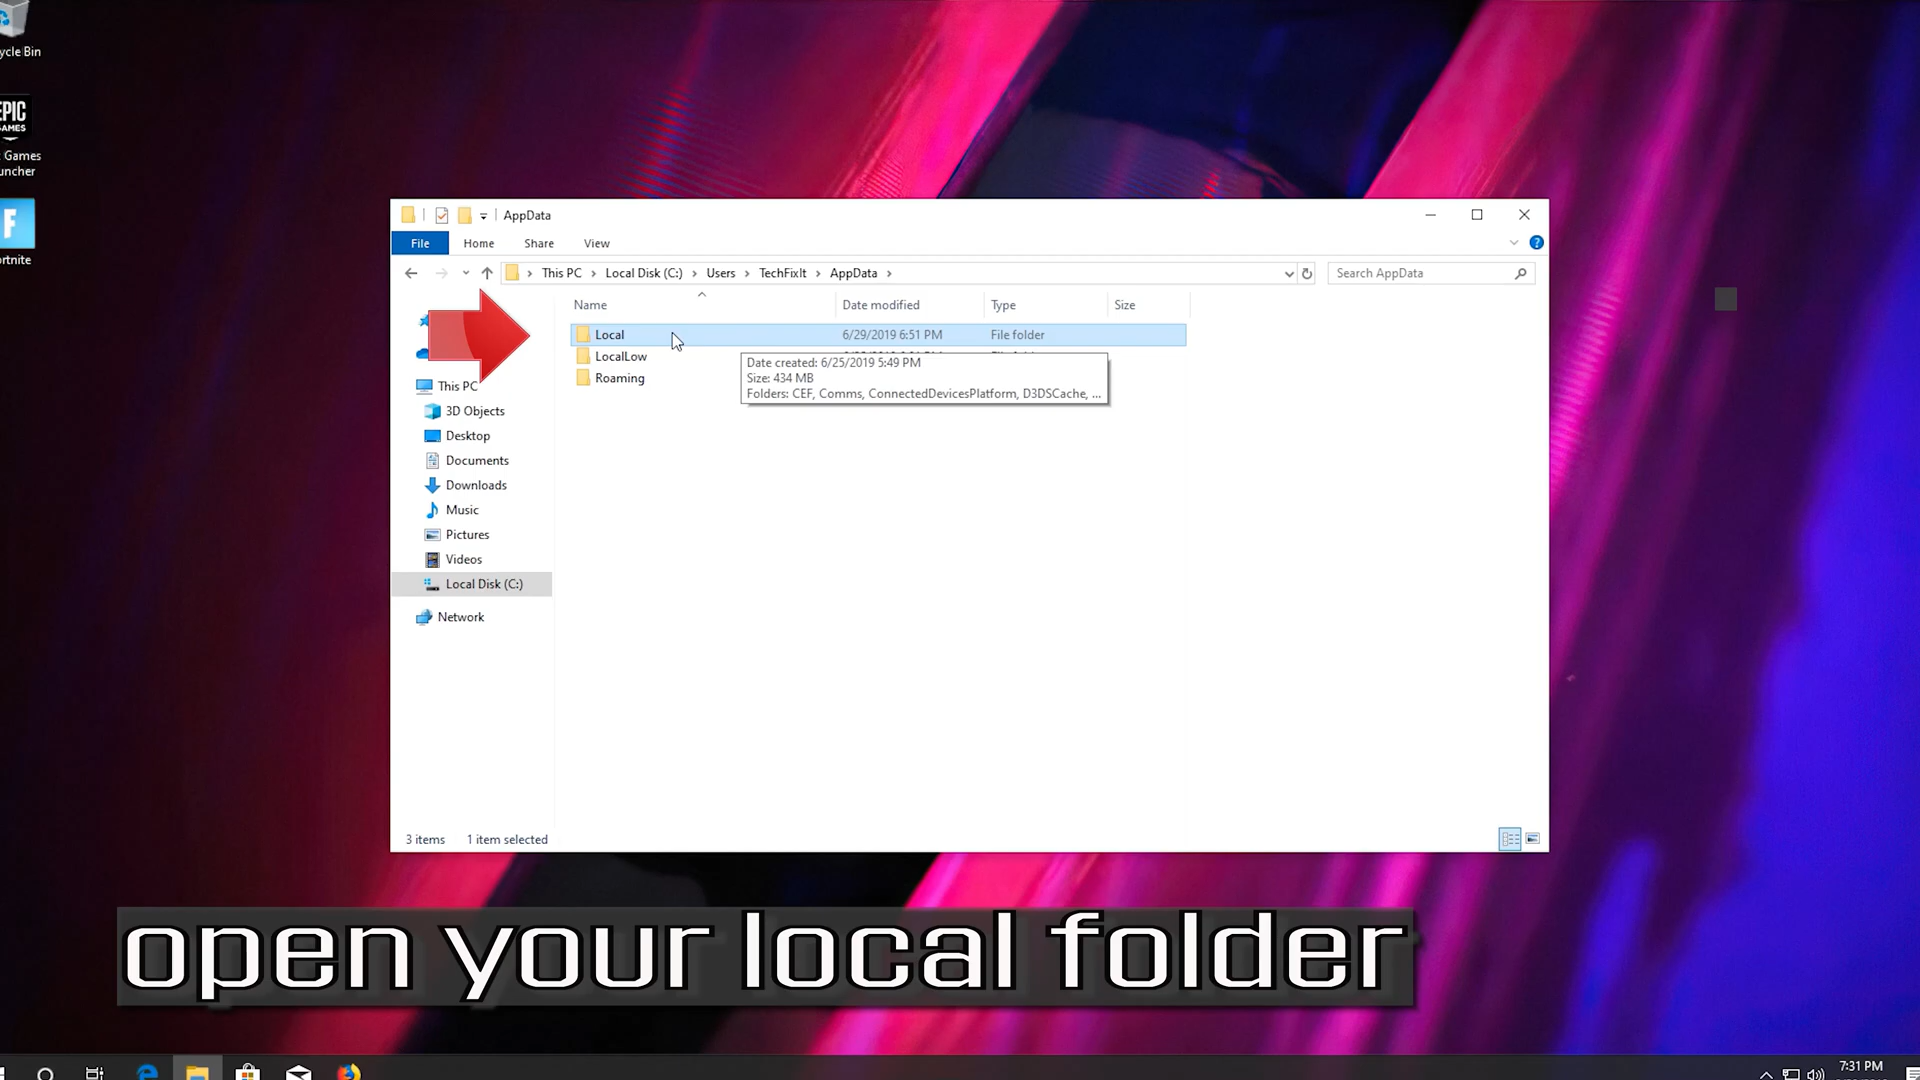 ycle Bin
EPIC
GAMES
Games
uncher
F
ortnite
AppData
File
Home
Share
View
This PC
Local Disk (C:)
Users
TechFixIt
AppData
Search AppData
Name
Date modified
Type
Size
Local
6/29/2019 6:51 PM
File folder
LocalLow
Roaming
Date created: 6/25/2019 5:49 PM
Size: 434 MB
Folders: CEF, Comms, ConnectedDevicesPlatform, D3DSCache, ...
This PC
3D Objects
Desktop
Documents
Downloads
Music
Pictures
Videos
Local Disk (C:)
Network
3 items
1 item selected
open your local folder
7:31 PM